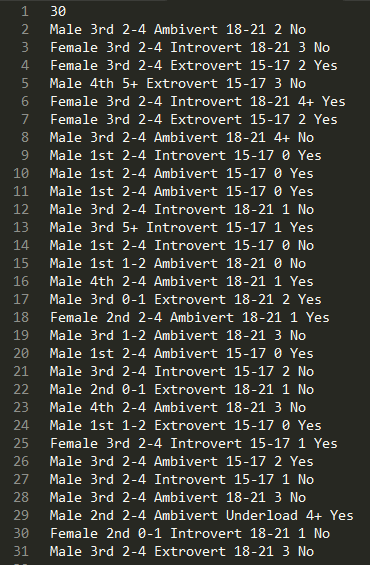 1 30
2 Male 3rd 2-4 Ambivert 18-21 2 No
3 Female 3rd 2-4 Introvert 18-21 3 No
4 Female 3rd 2-4 Extrovert 15-17 2 Yes
5 Male 4th 5+ Extrovert 15-17 3 No
6 Female 3rd 2-4 Introvert 18-21 4+ Yes
7 Female 3rd 2-4 Extrovert 15-17 2 Yes
8 Male 3rd 2-4 Ambivert 18-21 4+ No
9 Male 1st 2-4 Introvert 15-17 0 Yes
10 Male 1st 2-4 Ambivert 15-17 0 Yes
11 Male 1st 2-4 Ambivert 15-17 0 Yes
12 Male 3rd 2-4 Introvert 18-21 1 No
13 Male 3rd 5+ Introvert 15-17 1 Yes
14 Male 1st 2-4 Introvert 15-17 0 No
15 Male 1st 1-2 Ambivert 18-21 0 No
16 Male 4th 2-4 Ambivert 18-21 1 Yes
17 Male 3rd 0-1 Extrovert 18-21 2 Yes
18 Female 2nd 2-4 Ambivert 18-21 1 Yes
19 Male 3rd 1-2 Ambivert 18-21 3 No
20 Male 1st 2-4 Ambivert 15-17 0 Yes
21 Male 3rd 2-4 Introvert 15-17 2 No
22 Male 2nd 0-1 Extrovert 18-21 1 No
23 Male 4th 2-4 Ambivert 18-21 3 No
24 Male 1st 1-2 Extrovert 15-17 0 Yes
25 Female 3rd 2-4 Introvert 15-17 1 Yes
26 Male 3rd 2-4 Ambivert 15-17 2 Yes
27 Male 3rd 2-4 Introvert 15-17 1 No
28 Male 3rd 2-4 Ambivert 18-21 3 No
29 Male 2nd 2-4 Ambivert Underload 4+ Yes
30 Female 2nd 0-1 Introvert 18-21 1 No
31 Male 3rd 2-4 Extrovert 18-21 3 No